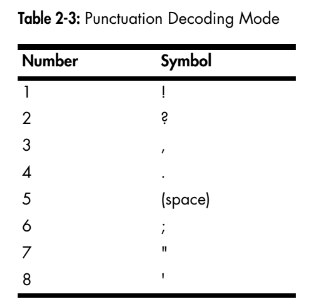 Table 2-3: Punctuation Decoding Mode
Number Symbol
1 !
2 ?
3 ,
4 .
5 (space)
6 ;
7 "
8 '